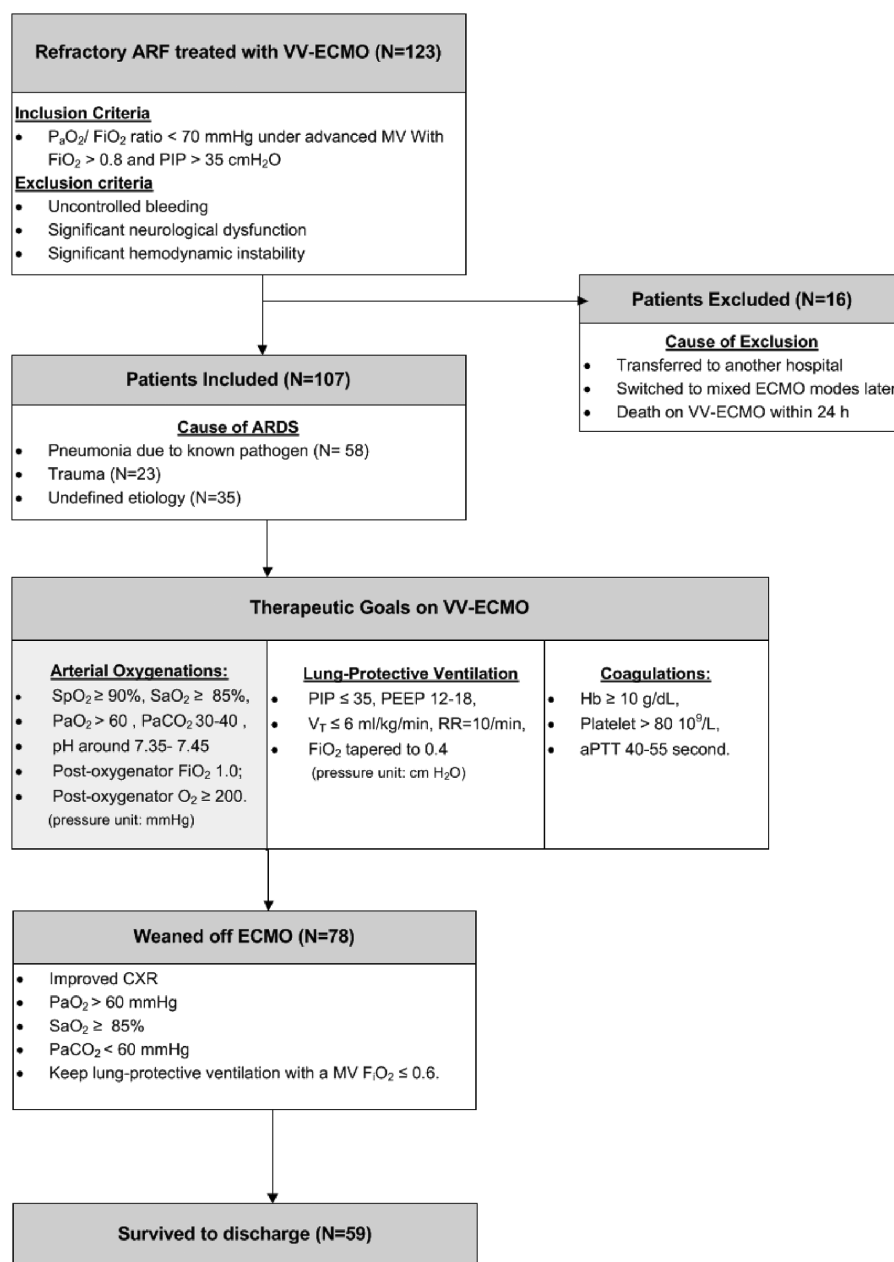 Refractory ARF treated with VV-ECMO (N=123)
Inclusion Criteria
• PaO₂/ FiO₂ ratio < 70 mmHg under advanced MV With
FiO₂ > 0.8 and PIP > 35 cmH₂O
Exclusion criteria
• Uncontrolled bleeding
• Significant neurological dysfunction
• Significant hemodynamic instability
Patients Excluded (N=16)
Cause of Exclusion
• Transferred to another hospital
• Switched to mixed ECMO modes later
• Death on VV-ECMO within 24 h
Patients Included (N=107)
Cause of ARDS
• Pneumonia due to known pathogen (N= 58)
• Trauma (N=23)
• Undefined etiology (N=35)
Therapeutic Goals on VV-ECMO
Arterial Oxygenations:
• SpO₂ ≥ 90%, SaO₂ ≥ 85%,
• PaO₂ > 60 , PaCO₂ 30-40 ,
• pH around 7.35- 7.45
• Post-oxygenator FiO₂ 1.0;
• Post-oxygenator O₂ ≥ 200.
(pressure unit: mmHg)
Lung-Protective Ventilation
• PIP ≤ 35, PEEP 12-18,
• V_T ≤ 6 ml/kg/min, RR=10/min,
• FiO₂ tapered to 0.4
(pressure unit: cm H₂O)
Coagulations:
• Hb ≥ 10 g/dL,
• Platelet > 80 10⁹/L,
• aPTT 40-55 second.
Weaned off ECMO (N=78)
• Improved CXR
• PaO₂ > 60 mmHg
• SaO₂ ≥ 85%
• PaCO₂ < 60 mmHg
• Keep lung-protective ventilation with a MV FiO₂ ≤ 0.6.
Survived to discharge (N=59)